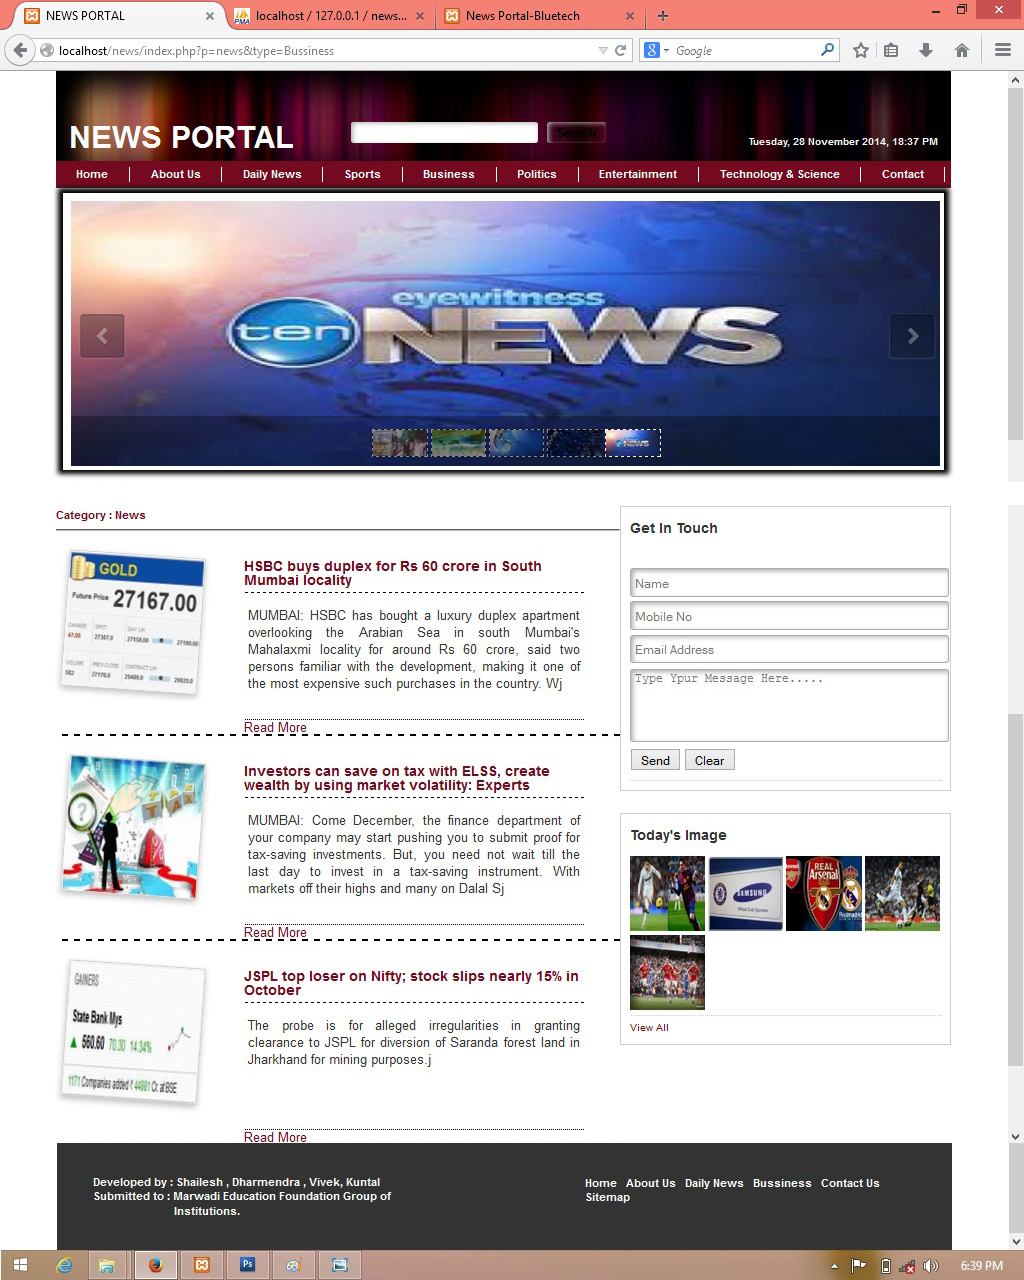 NEWS PORTAL
localhost / 127.0.0.1 / news...
News Portal-Bluetech
localhost/news/index.php?p=news&type=Bussiness
Google
NEWS PORTAL
Search
Tuesday, 28 November 2014, 18:37 PM
Home About Us Daily News Sports Business Politics Entertainment Technology & Science Contact
eyewitness
ten NEWS
Category : News
GOLD
Future Price 27167.00
HSBC buys duplex for Rs 60 crore in South
Mumbai locality
MUMBAI: HSBC has bought a luxury duplex apartment
overlooking the Arabian Sea in south Mumbai's
Mahalaxmi locality for around Rs 60 crore, said two
persons familiar with the development, making it one of
the most expensive such purchases in the country. Wj
Read More
TAX
Investors can save on tax with ELSS, create
wealth by using market volatility: Experts
MUMBAI: Come December, the finance department of
your company may start pushing you to submit proof for
tax-saving investments. But, you need not wait till the
last day to invest in a tax-saving instrument. With
markets off their highs and many on Dalal Sj
Read More
GAINERS
State Bank Mys
560.60 70.30 14.34%
1171 Companies added ₹ 44881 Cr. at BSE
JSPL top loser on Nifty; stock slips nearly 15% in
October
The probe is for alleged irregularities in granting
clearance to JSPL for diversion of Saranda forest land in
Jharkhand for mining purposes.j
Read More
Get In Touch
Name
Mobile No
Email Address
Type Ypur Message Here.....
Send Clear
Today's Image
SAMSUNG
REAL
Arsenal
View All
Developed by : Shailesh , Dharmendra , Vivek, Kuntal
Submitted to : Marwadi Education Foundation Group of
Institutions.
Home About Us Daily News Bussiness Contact Us
Sitemap
6:39 PM